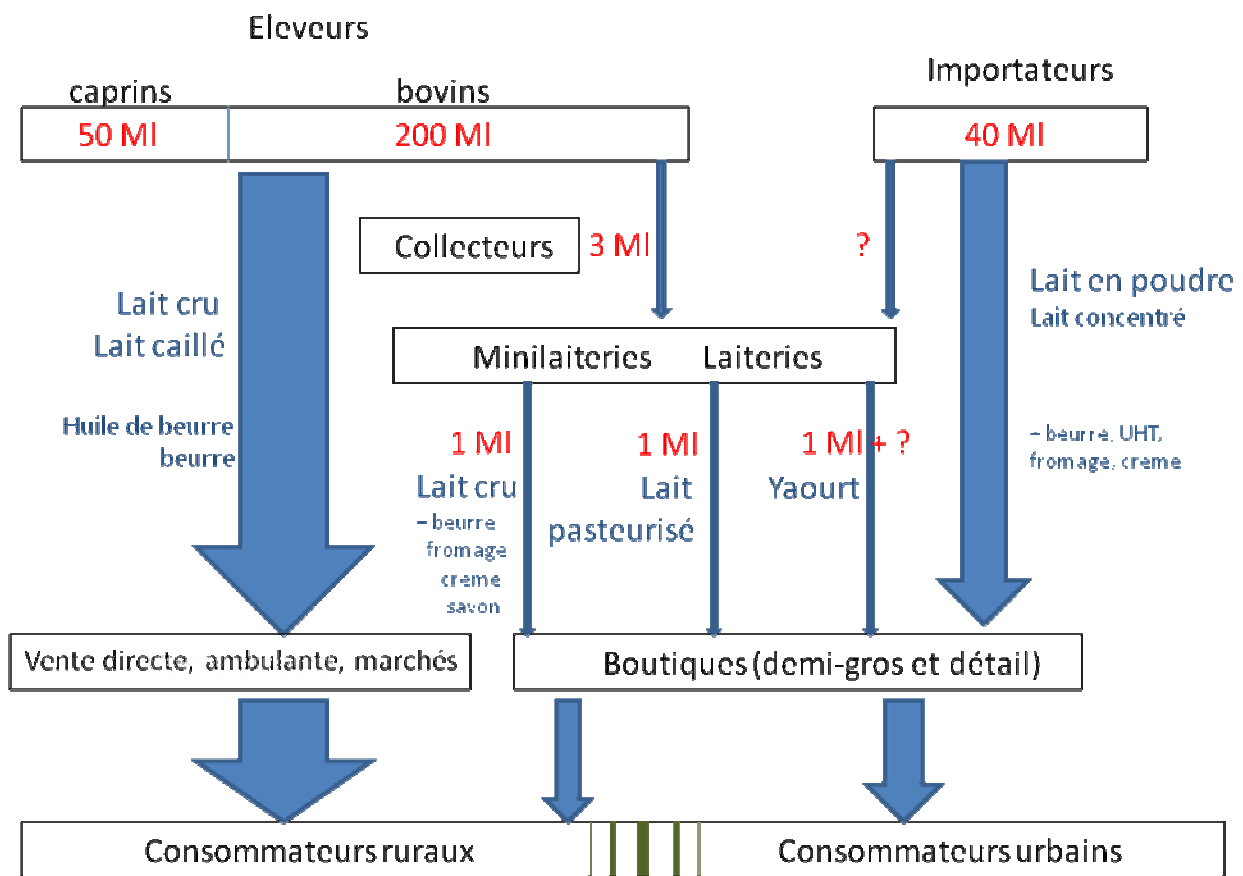 Eleveurs
Importateurs
caprins
bovins
50 Ml
200 Ml
40 Ml
Collecteurs
3 Ml
?
Lait cru
Lait caillé
Lait en poudre
Lait concentré
Minilaiteries
Laiteries
Huile de beurre
beurre
1 Ml
1 Ml
1 Ml + ?
– beurre, UHT,
fromage, creme
Lait cru
– beurre
fromage
creme
savon
Lait
pasteurisé
Yaourt
Vente directe, ambulante, marchés
Boutiques (demi-gros et détail)
Consommateurs ruraux
Consommateurs urbains